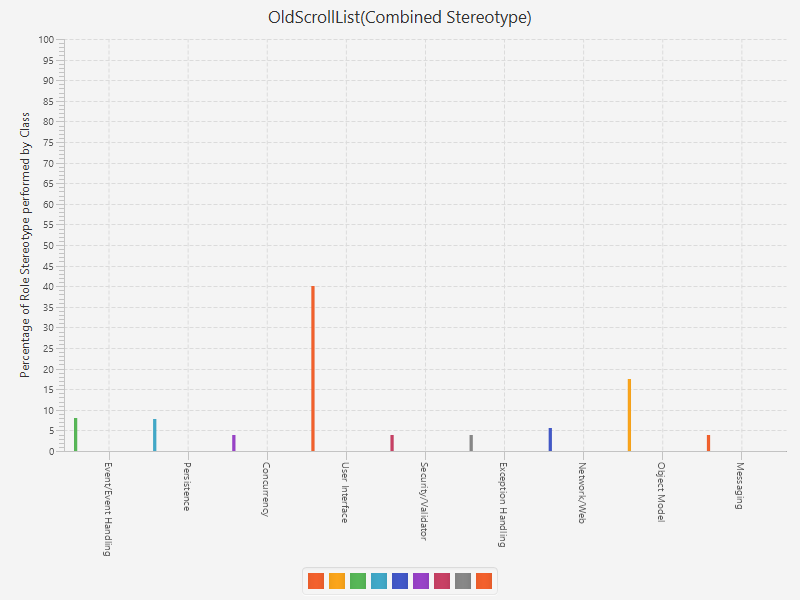 OldScrollList(Combined Stereotype)
Percentage of Role Stereotype performed by Class
100
95
90
85
80
75
70
65
60
55
50
45
40
35
30
25
20
15
10
5
0
Event/Event Handling
Persistence
Concurrency
User Interface
Security/Validator
Exception Handling
Network/Web
Object Model
Messaging